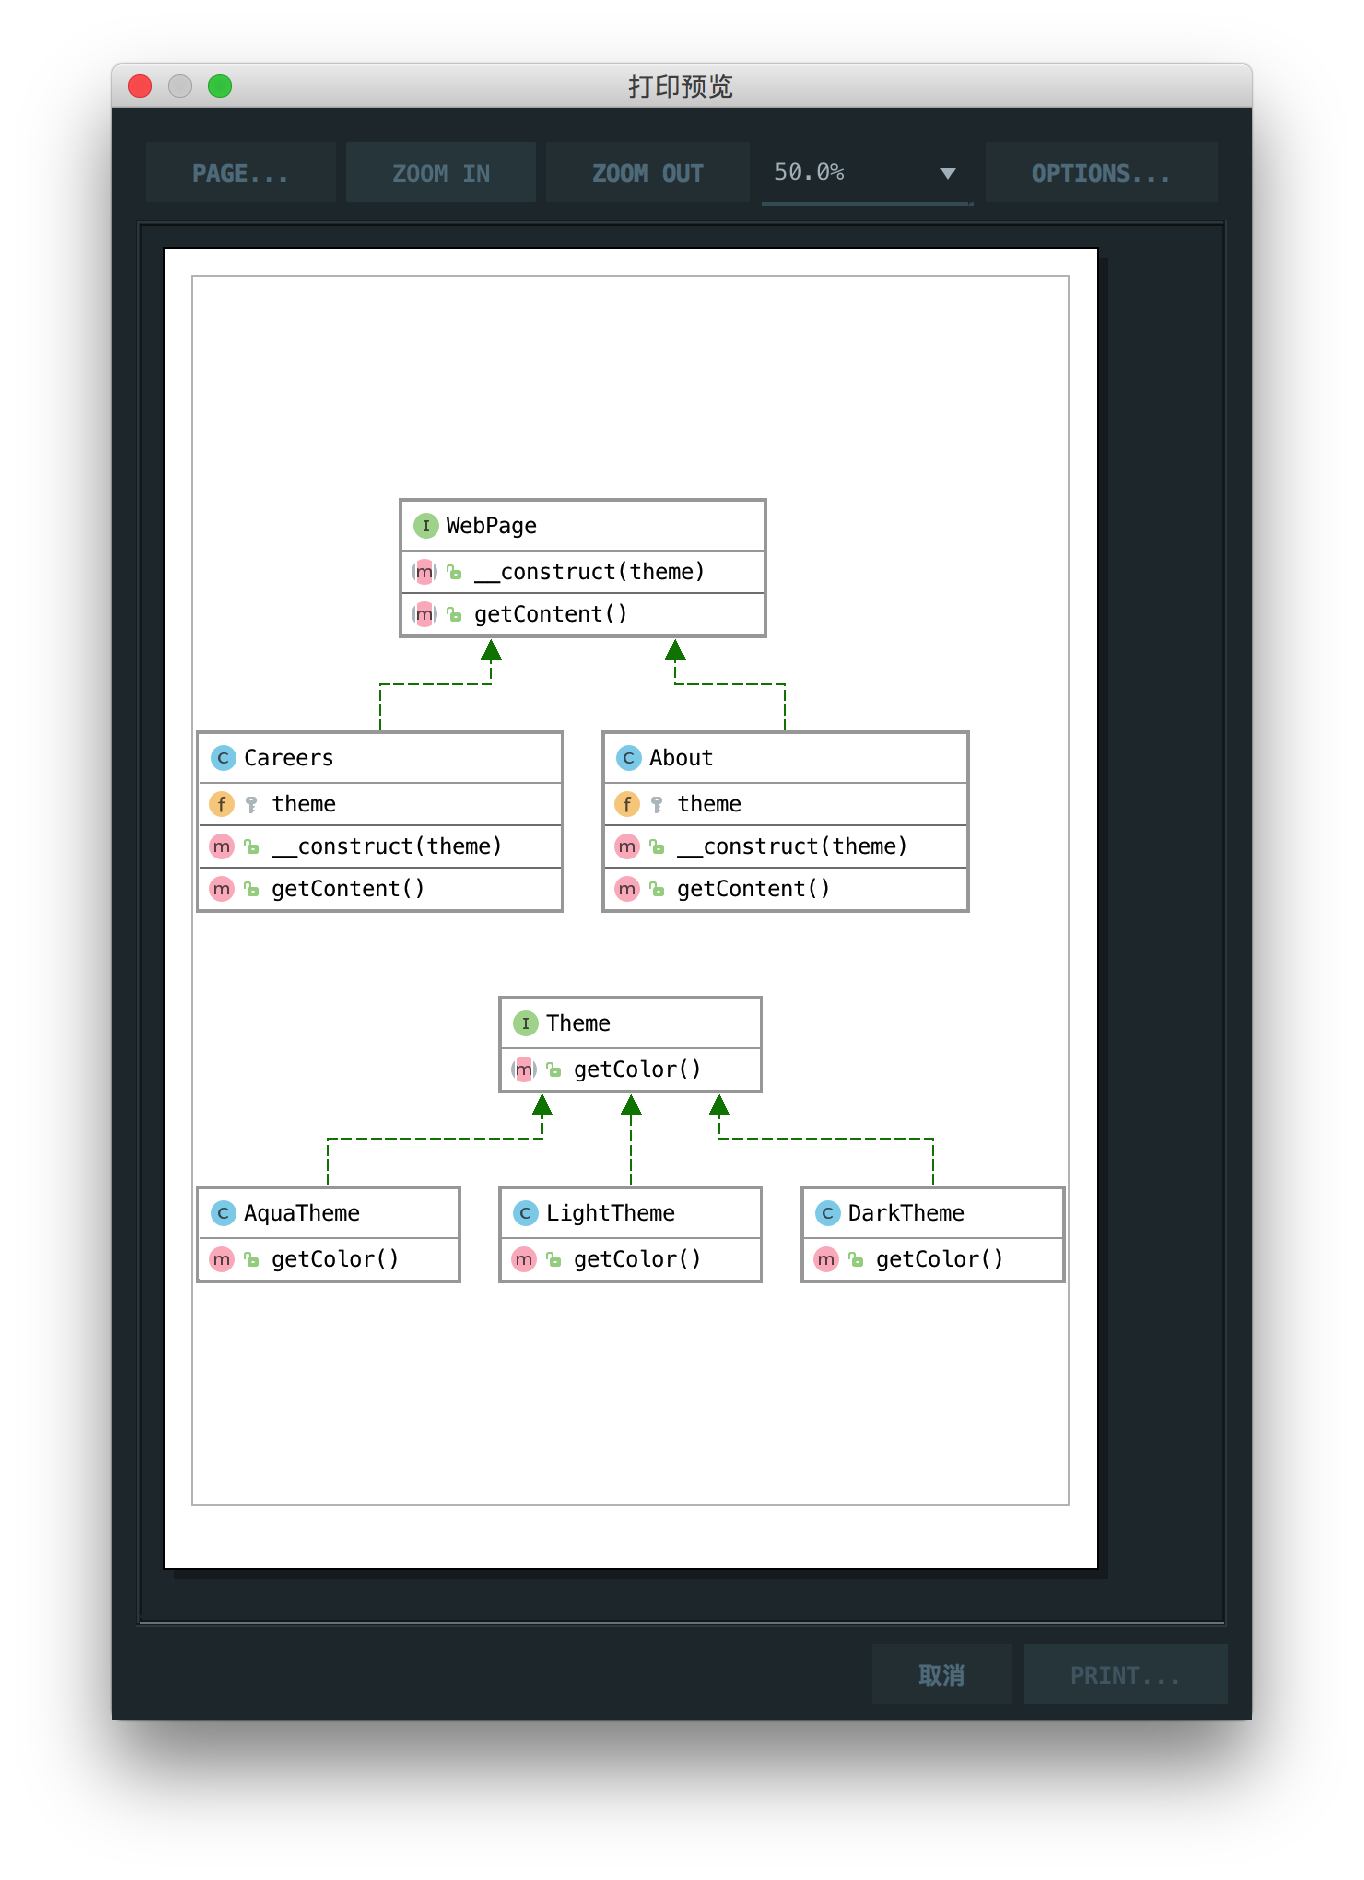 打印预览
PAGE... ZOOM IN ZOOM OUT 50.0% OPTIONS...
I WebPage
m __construct(theme)
m getContent()
C Careers
f theme
m __construct(theme)
m getContent()
C About
f theme
m __construct(theme)
m getContent()
I Theme
m getColor()
C AquaTheme
m getColor()
C LightTheme
m getColor()
C DarkTheme
m getColor()
取消 PRINT...